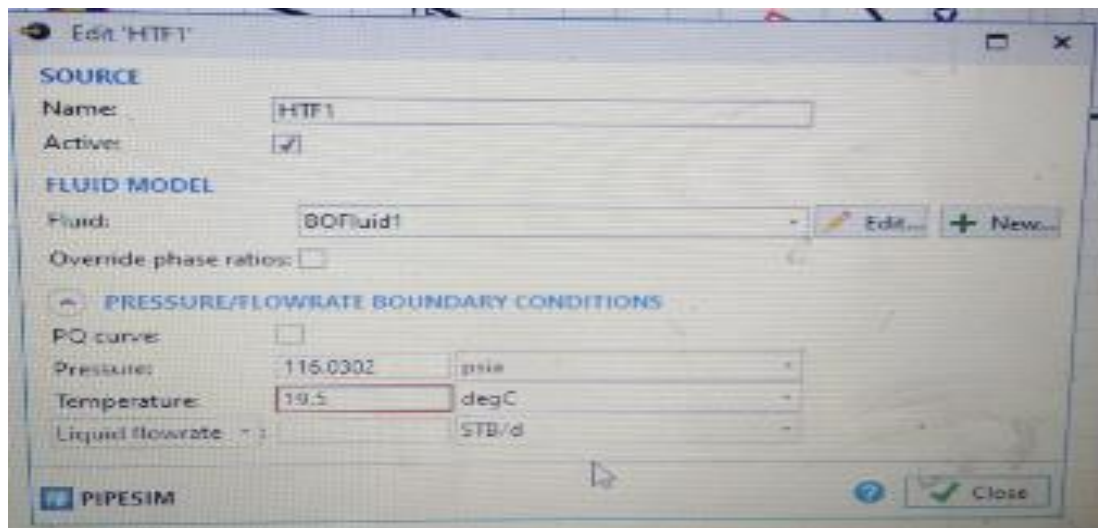 Edit 'HTF1'
SOURCE
Name: HTF1
Active:
FLUID MODEL
Fluid: BOFluid1 Edit... New...
Override phase ratios:
PRESSURE/FLOWRATE BOUNDARY CONDITIONS
PQ curve:
Pressure: 116.0302 psia
Temperature: 19.5 degC
Liquid flowrate : STB/d
PIPESIM ? Close